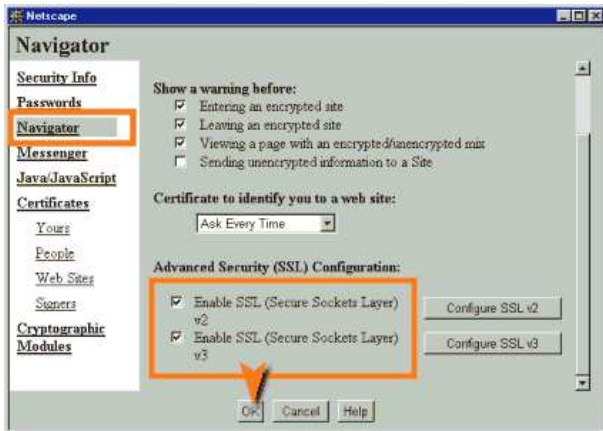 Netscape
Navigator
Security Info
Passwords
Navigator
Messenger
Java/JavaScript
Certificates
Yours
People
Web Sites
Signers
Cryptographic
Modules
Show a warning before:
Entering an encrypted site
Leaving an encrypted site
Viewing a page with an encrypted/unencrypted mix
Sending unencrypted information to a Site
Certificate to identify you to a web site:
Ask Every Time
Advanced Security (SSL) Configuration:
Enable SSL (Secure Sockets Layer)
v2
Configure SSL v2
Enable SSL (Secure Sockets Layer)
v3
Configure SSL v3
OK Cancel Help